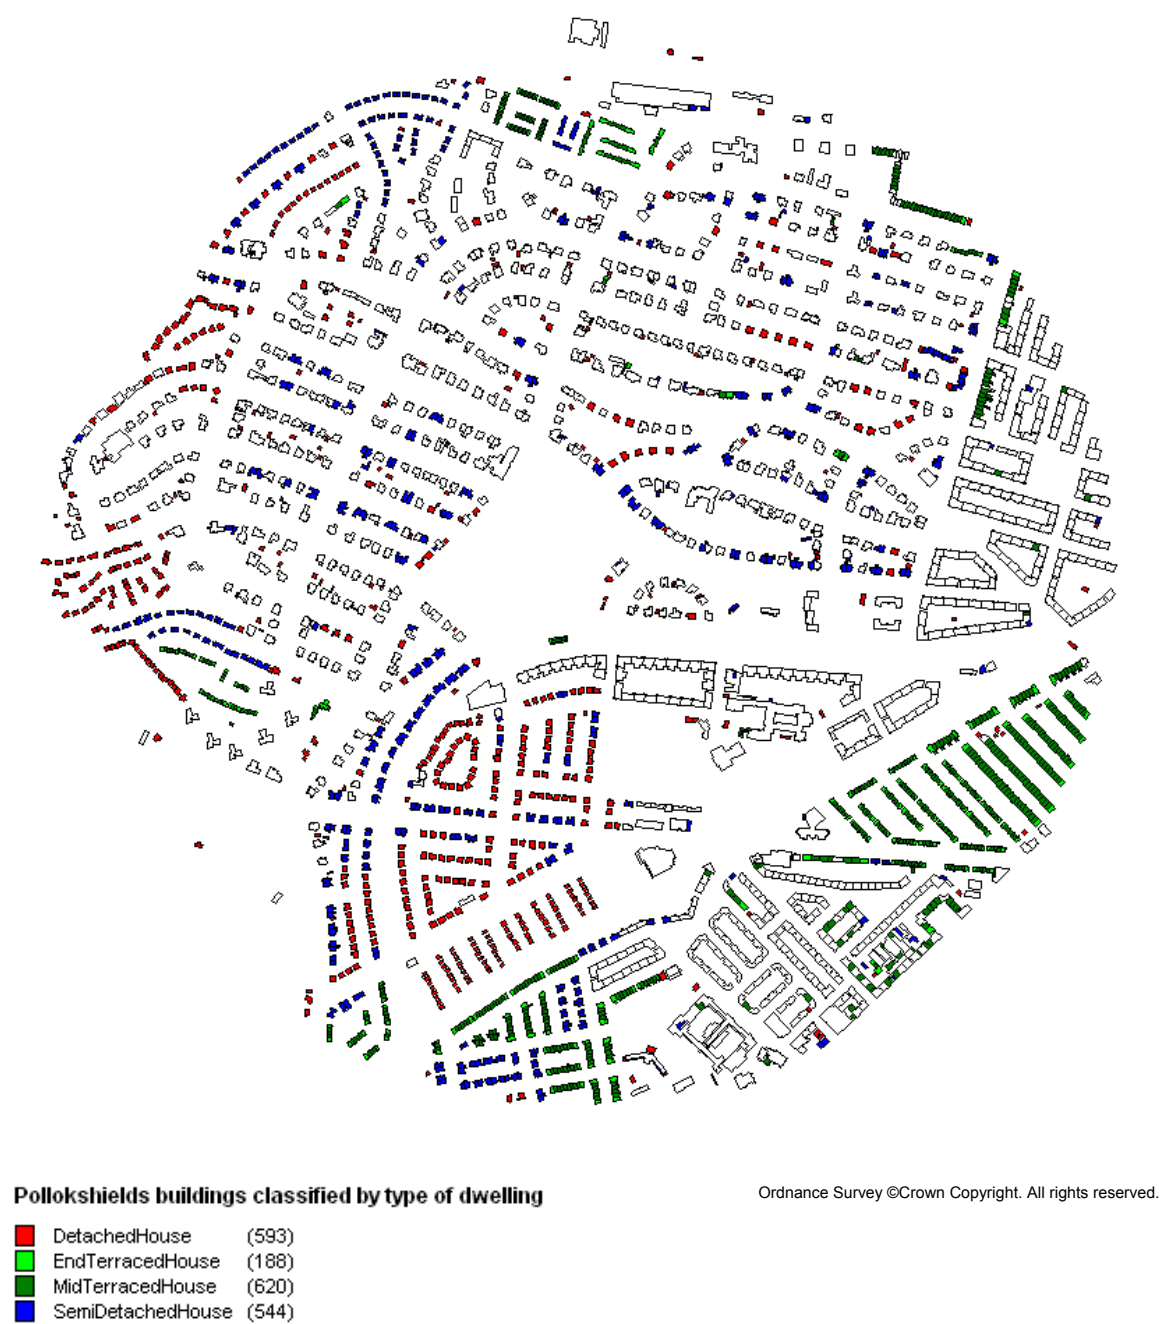 Pollokshields buildings classified by type of dwelling
Ordnance Survey ©Crown Copyright. All rights reserved.
DetachedHouse (593)
EndTerracedHouse (188)
MidTerracedHouse (620)
SemiDetachedHouse (544)